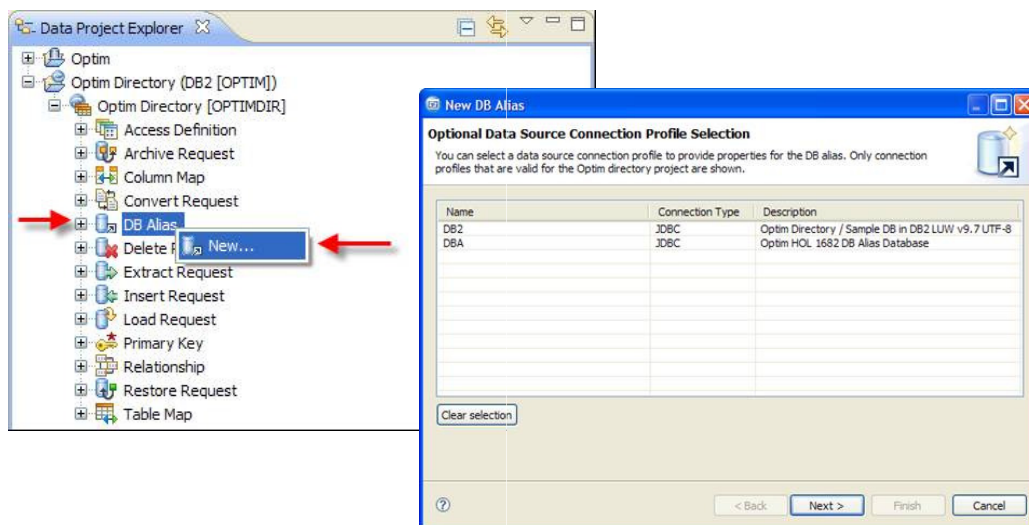 Data Project Explorer
Optim
Optim Directory (DB2 [OPTIM])
Optim Directory [OPTIMDIR]
Access Definition
Archive Request
Column Map
Convert Request
DB Alias
New...
Delete R
Extract Request
Insert Request
Load Request
Primary Key
Relationship
Restore Request
Table Map
New DB Alias
Optional Data Source Connection Profile Selection
You can select a data source connection profile to provide properties for the DB alias. Only connection
profiles that are valid for the Optim directory project are shown.
Name Connection Type Description
DB2 JDBC Optim Directory / Sample DB in DB2 LUW v9.7 UTF-8
DBA JDBC Optim HOL 1682 DB Alias Database
Clear selection
< Back Next > Finish Cancel